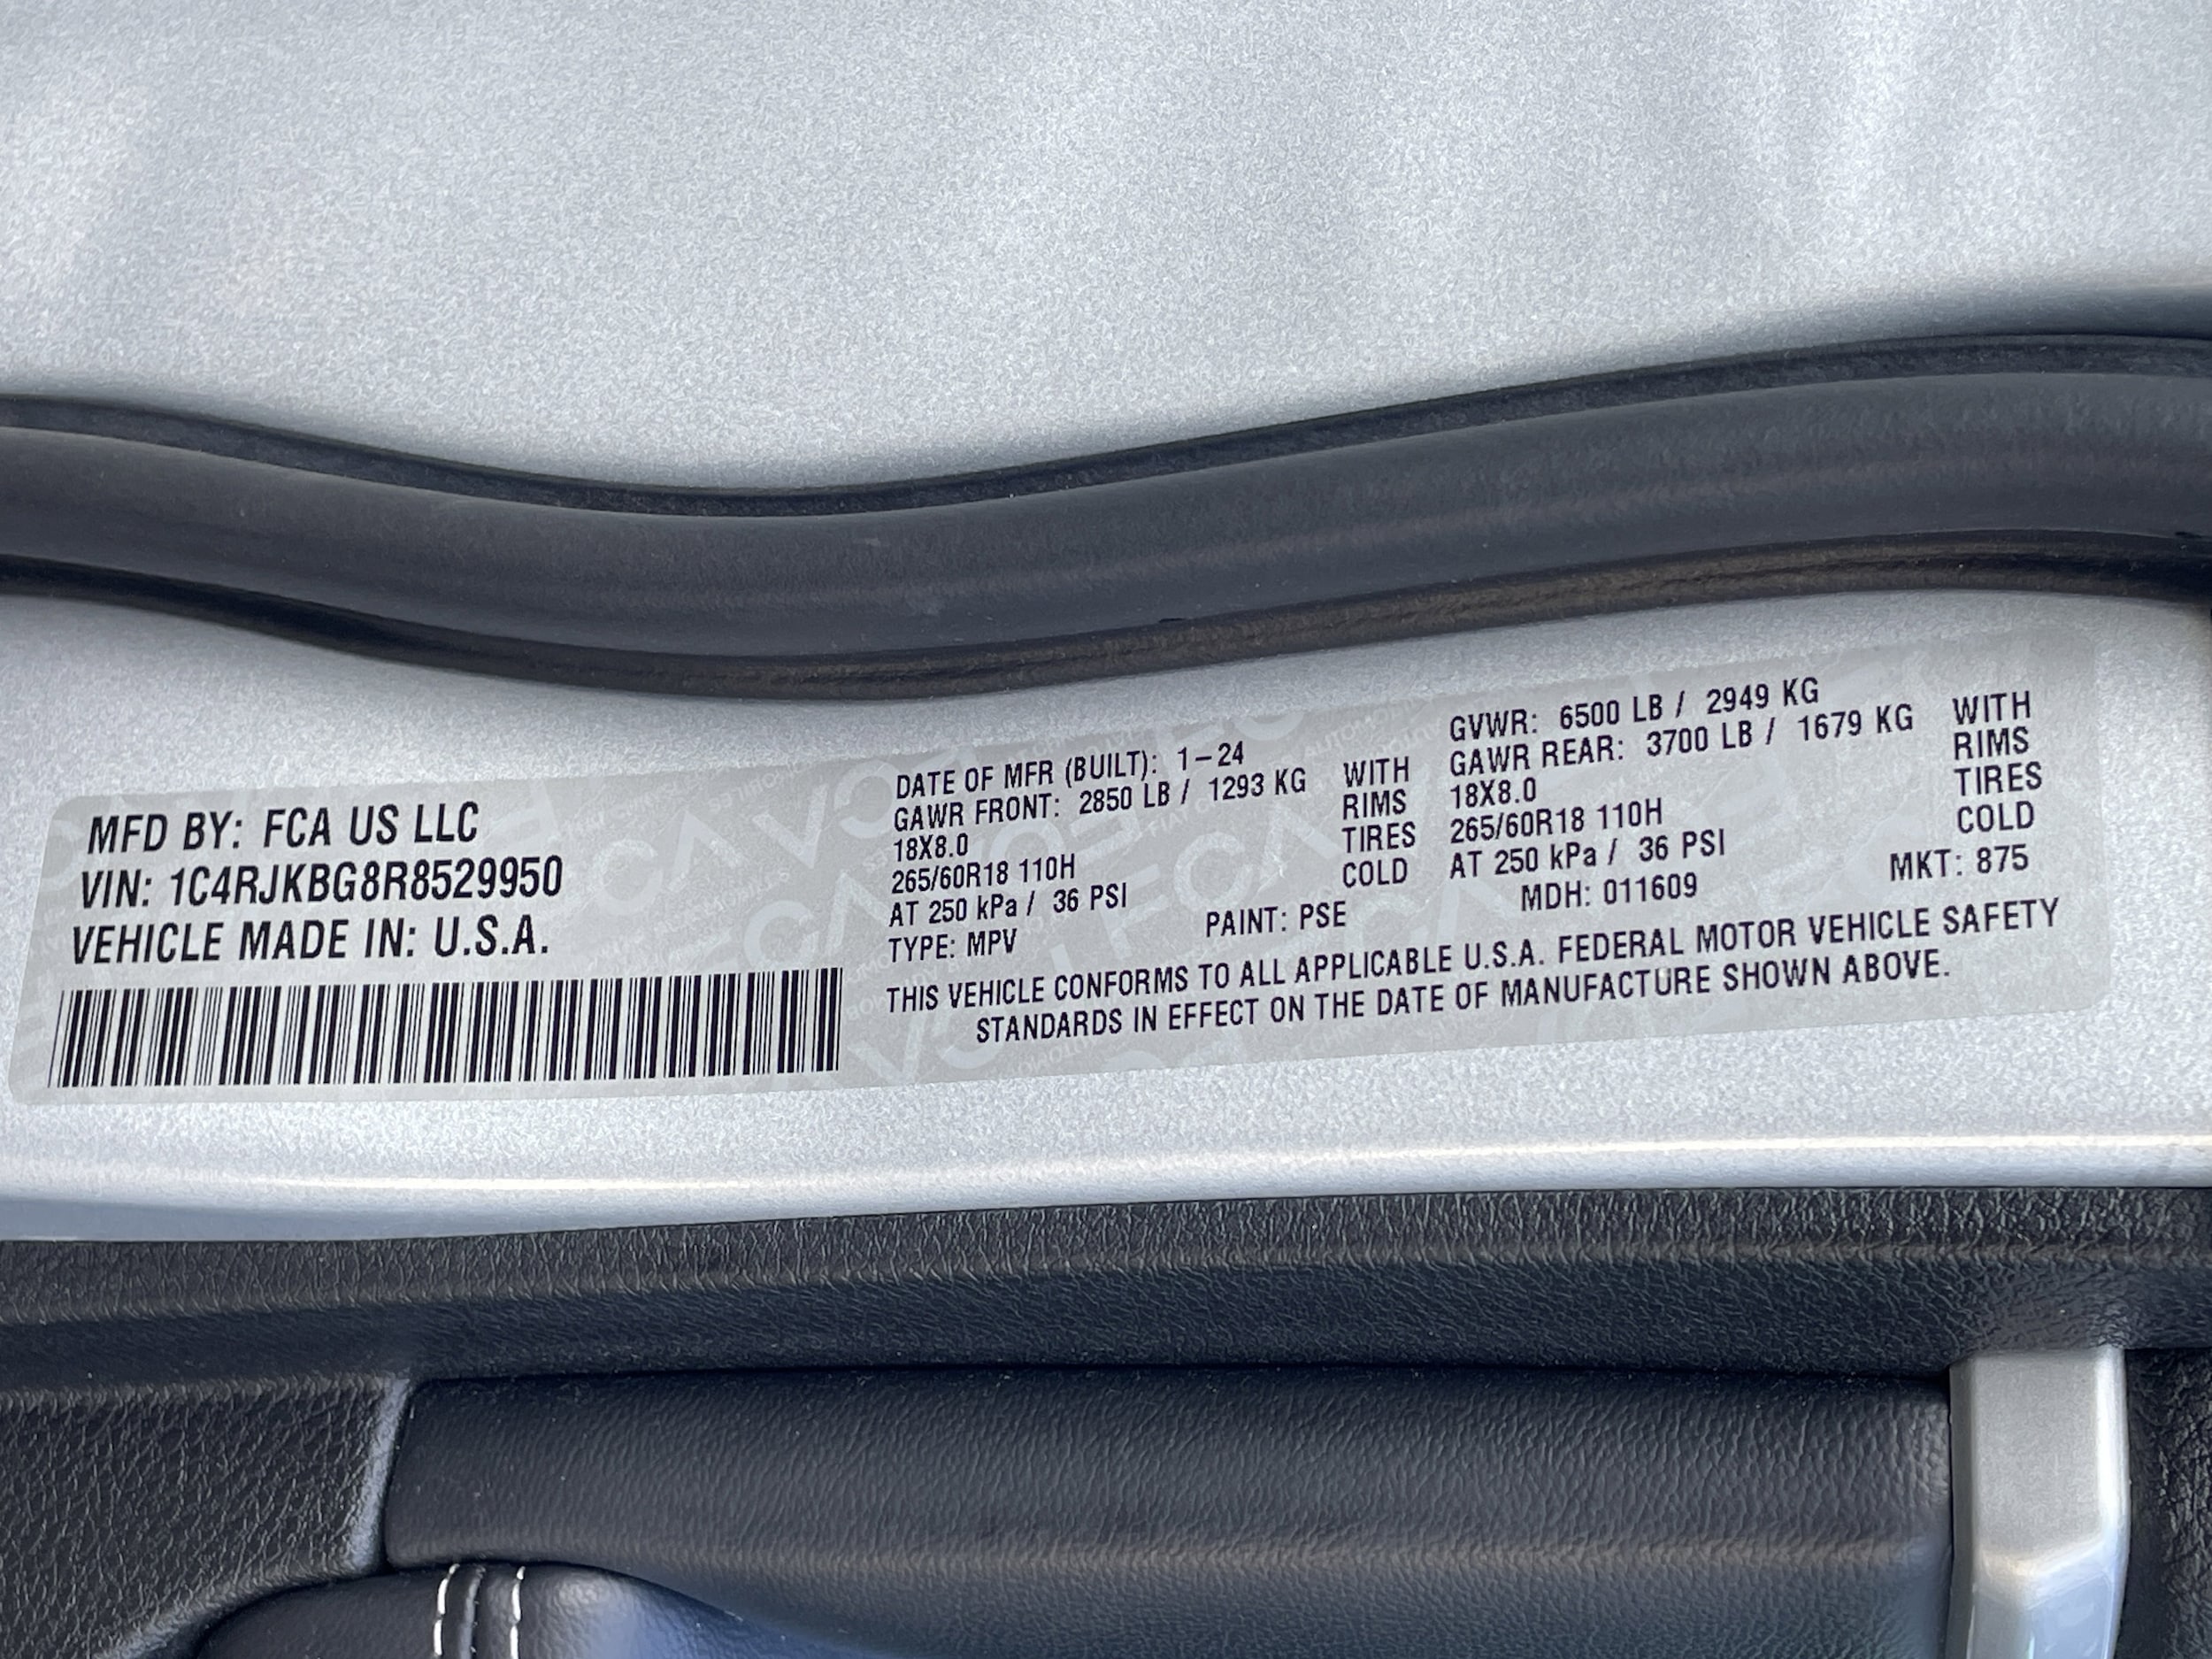 MFD BY: FCA US LLC
VIN: 1C4RJKBG8R8529950
VEHICLE MADE IN: U.S.A.
DATE OF MFR (BUILT): 1-24 GVWR: 6500 LB / 2949 KG
GAWR FRONT: 2850 LB / 1293 KG WITH GAWR REAR: 3700 LB / 1679 KG WITH
18X8.0 RIMS 18X8.0 RIMS
265/60R18 110H TIRES 265/60R18 110H TIRES
AT 250 kPa / 36 PSI COLD AT 250 kPa / 36 PSI COLD
TYPE: MPV PAINT: PSE MDH: 011609 MKT: 875
THIS VEHICLE CONFORMS TO ALL APPLICABLE U.S.A. FEDERAL MOTOR VEHICLE SAFETY
STANDARDS IN EFFECT ON THE DATE OF MANUFACTURE SHOWN ABOVE.